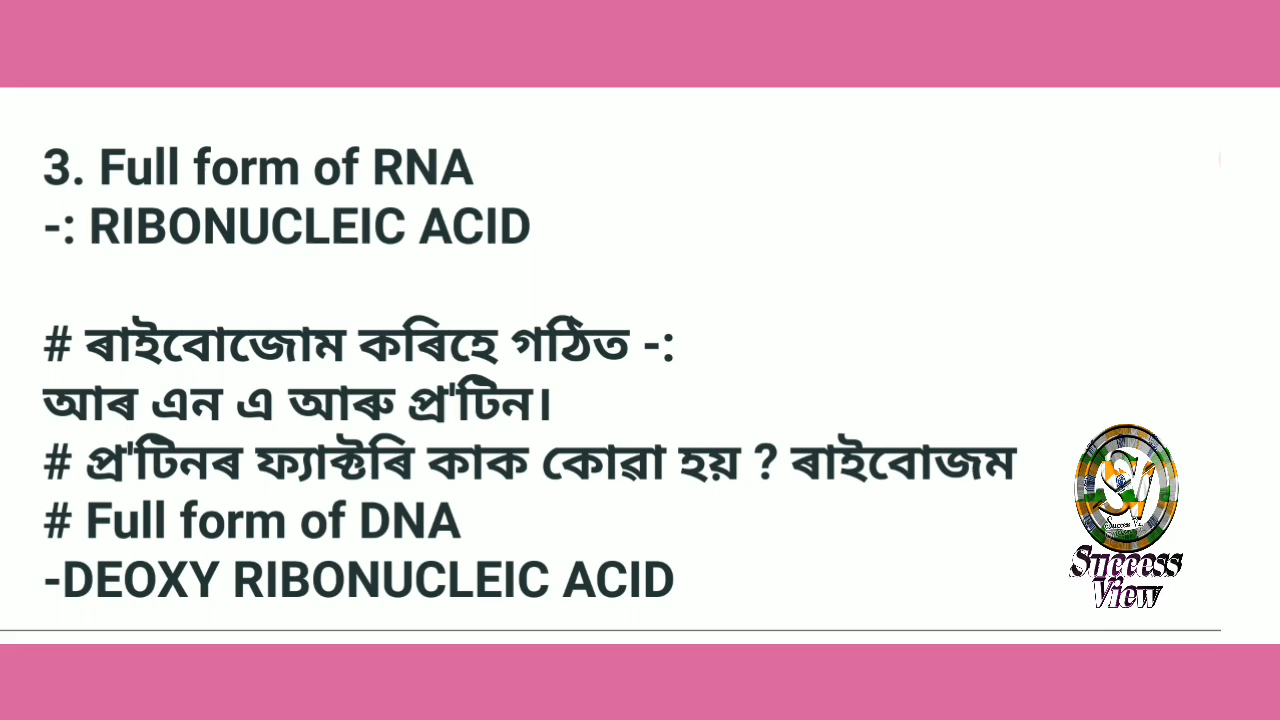 3. Full form of RNA
-: RIBONUCLEIC ACID
# ৰাইবোজোম কৰিহে গঠিত -:
আৰ এন এ আৰু প্ৰ'টিন।
# প্ৰ'টিনৰ ফ্যাক্টৰি কাক কোৱা হয় ? ৰাইবোজম
# Full form of DNA
-DEOXY RIBONUCLEIC ACID
SV
Success
View